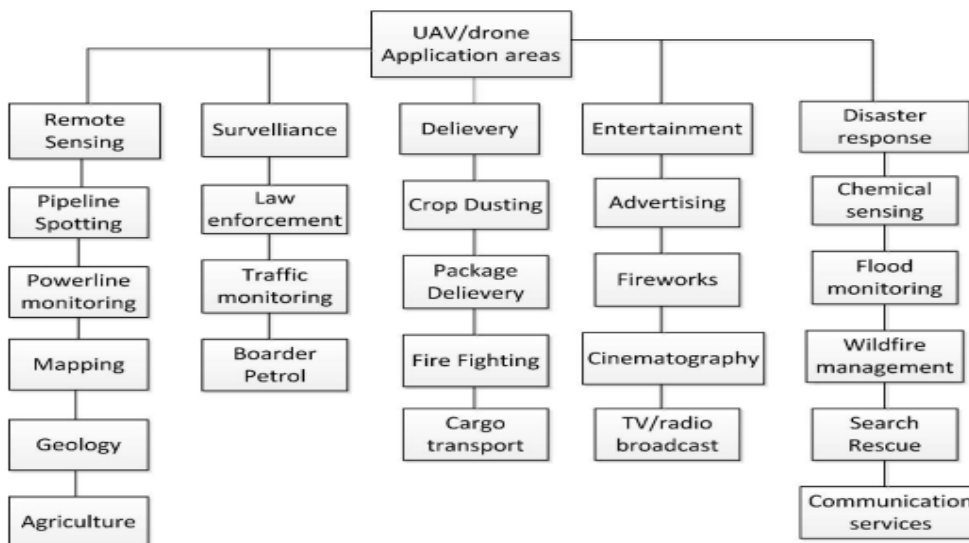 UAV/drone
Application areas
Remote
Sensing
Pipeline
Spotting
Powerline
monitoring
Mapping
Geology
Agriculture
Survelliance
Law
enforcement
Traffic
monitoring
Boarder
Petrol
Delievery
Crop Dusting
Package
Delievery
Fire Fighting
Cargo
transport
Entertainment
Advertising
Fireworks
Cinematography
TV/radio
broadcast
Disaster
response
Chemical
sensing
Flood
monitoring
Wildfire
management
Search
Rescue
Communication
services